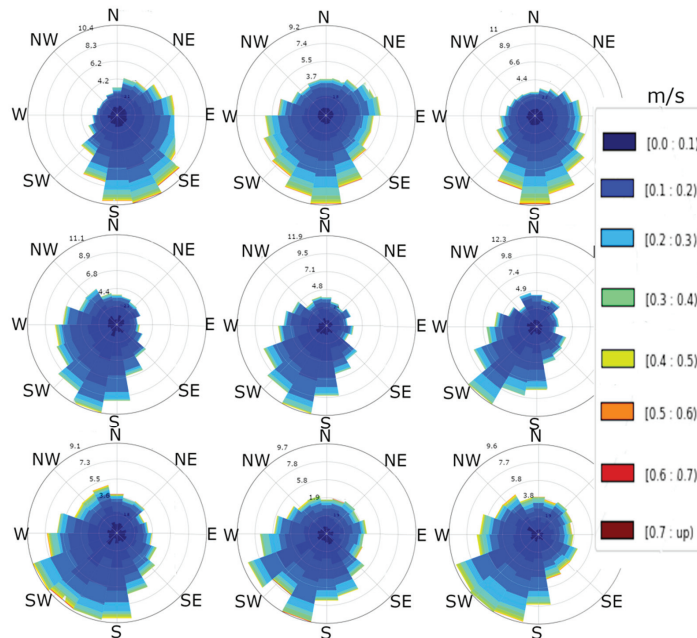 N N N
10.4 9.2 11
NW 8.3 NE NW 7.4 NE NW 8.9 NE
6.2 5.5 6.6
4.2 3.7 4.4
m/s
W E W E W E
[0.0 : 0.1]
SW SE SW SE SW SE
[0.1 : 0.2]
S S S
N N N
11.1 11.9 12.3
[0.2 : 0.3]
NW 8.9 NE NW 9.5 NE NW 9.8
6.8 7.1 7.4
4.4 4.8 4.9
[0.3 : 0.4]
W E W E W
[0.4 : 0.5]
SW SE SW SE SW SE
[0.5 : 0.6]
N N N
9.1 9.7 9.6
NW 7.3 NE NW 7.8 NE NW 7.7 NE
[0.6 : 0.7]
5.5 5.8 5.8
3.6 1.9 3.8
W E W E W E
[0.7 : up)
SW SE SW SE SW SE
S S S